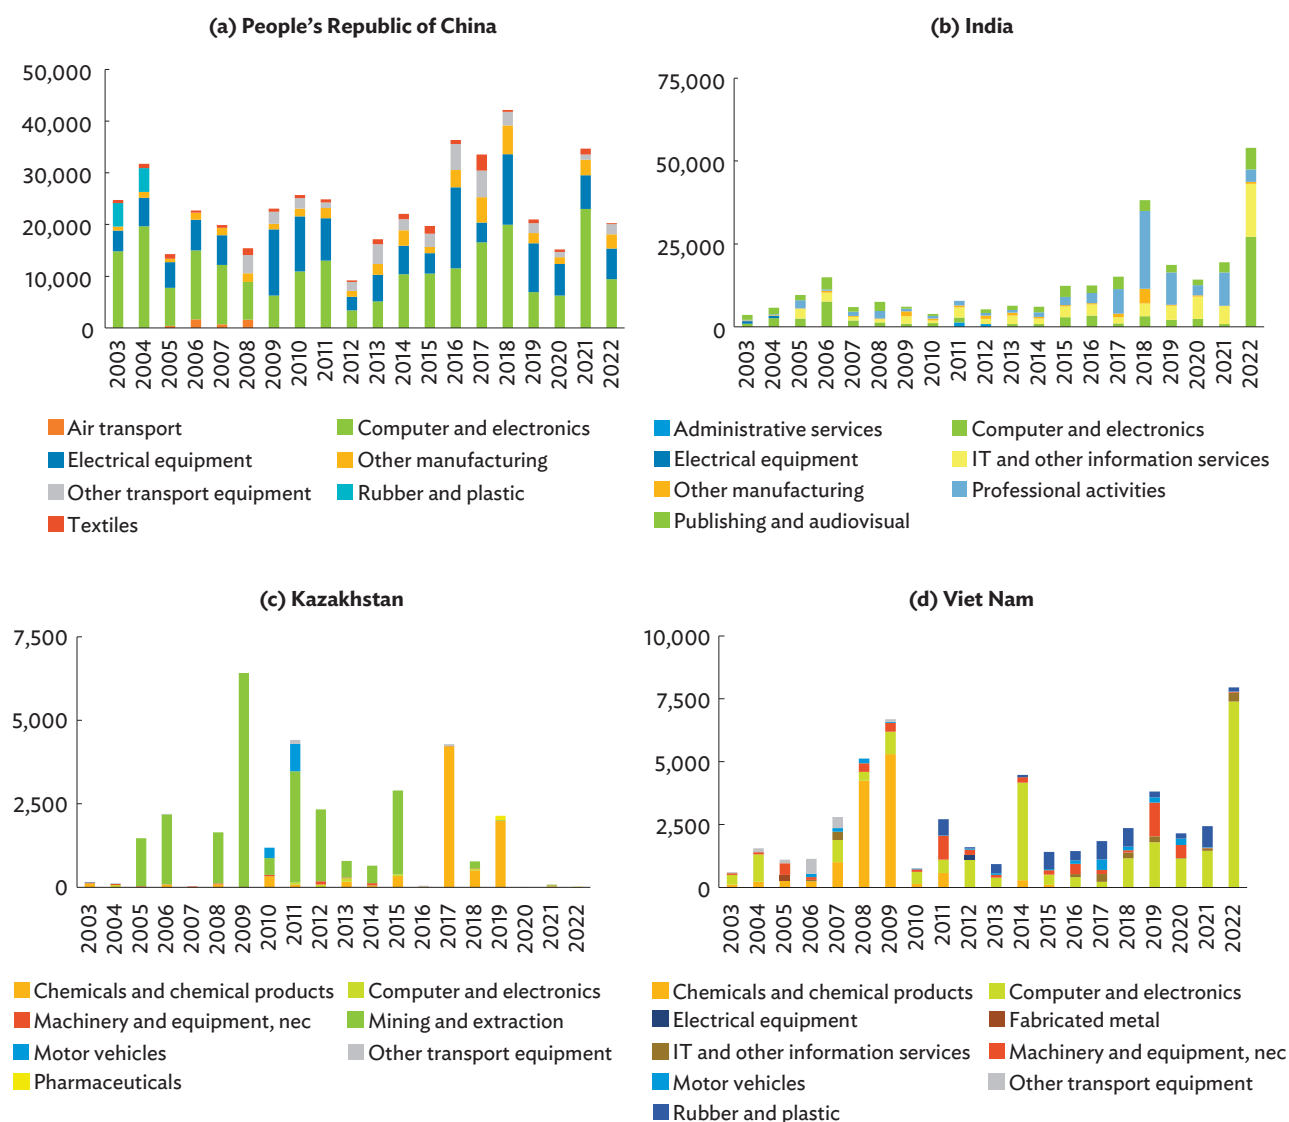 (a) People’s Republic of China
50,000
40,000
30,000
20,000
10,000
0
2003 2004 2005 2006 2007 2008 2009 2010 2011 2012 2013 2014 2015 2016 2017 2018 2019 2020 2021 2022
Air transport Computer and electronics
Electrical equipment Other manufacturing
Other transport equipment Rubber and plastic
Textiles
(b) India
75,000
50,000
25,000
0
2003 2004 2005 2006 2007 2008 2009 2010 2011 2012 2013 2014 2015 2016 2017 2018 2019 2020 2021 2022
Administrative services Computer and electronics
Electrical equipment IT and other information services
Other manufacturing Professional activities
Publishing and audiovisual
(c) Kazakhstan
7,500
5,000
2,500
0
2003 2004 2005 2006 2007 2008 2009 2010 2011 2012 2013 2014 2015 2016 2017 2018 2019 2020 2021 2022
Chemicals and chemical products Computer and electronics
Machinery and equipment, nec Mining and extraction
Motor vehicles Other transport equipment
Pharmaceuticals
(d) Viet Nam
10,000
7,500
5,000
2,500
0
2003 2004 2005 2006 2007 2008 2009 2010 2011 2012 2013 2014 2015 2016 2017 2018 2019 2020 2021 2022
Chemicals and chemical products Computer and electronics
Electrical equipment Fabricated metal
IT and other information services Machinery and equipment, nec
Motor vehicles Other transport equipment
Rubber and plastic